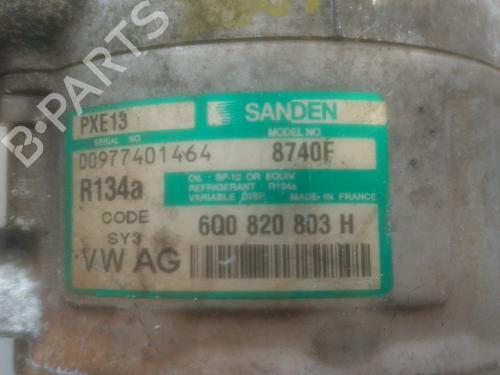 PXE13
SANDEN
SERIAL NO.
MODEL NO
00977401464
8740F
R134a
OIL : SP-10 OR EQUIV.
REFRIGERANT : R134a
VARIABLE DISP. MADE IN FRANCE
CODE
SY3
6Q0 820 803 H
VW AG
B-PARTS